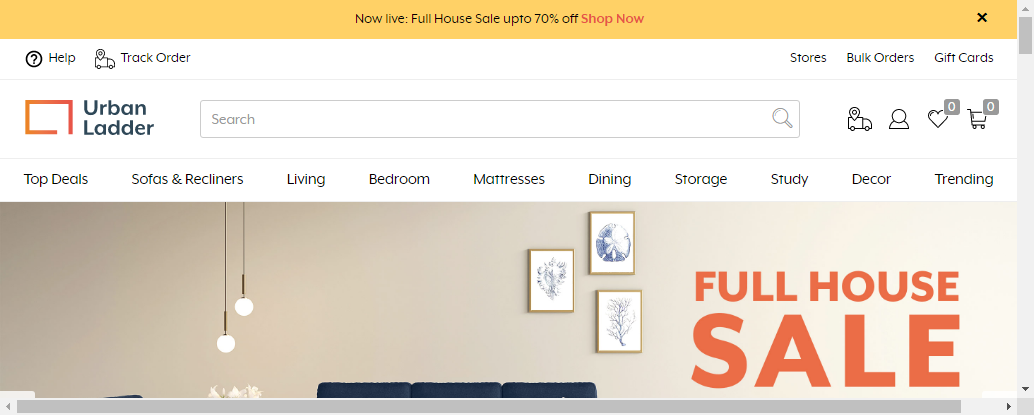 Now live: Full House Sale upto 70% off Shop Now
Help Track Order Stores Bulk Orders Gift Cards
Urban
Ladder
Search
0 0
Top Deals Sofas & Recliners Living Bedroom Mattresses Dining Storage Study Decor Trending
FULL HOUSE
SALE